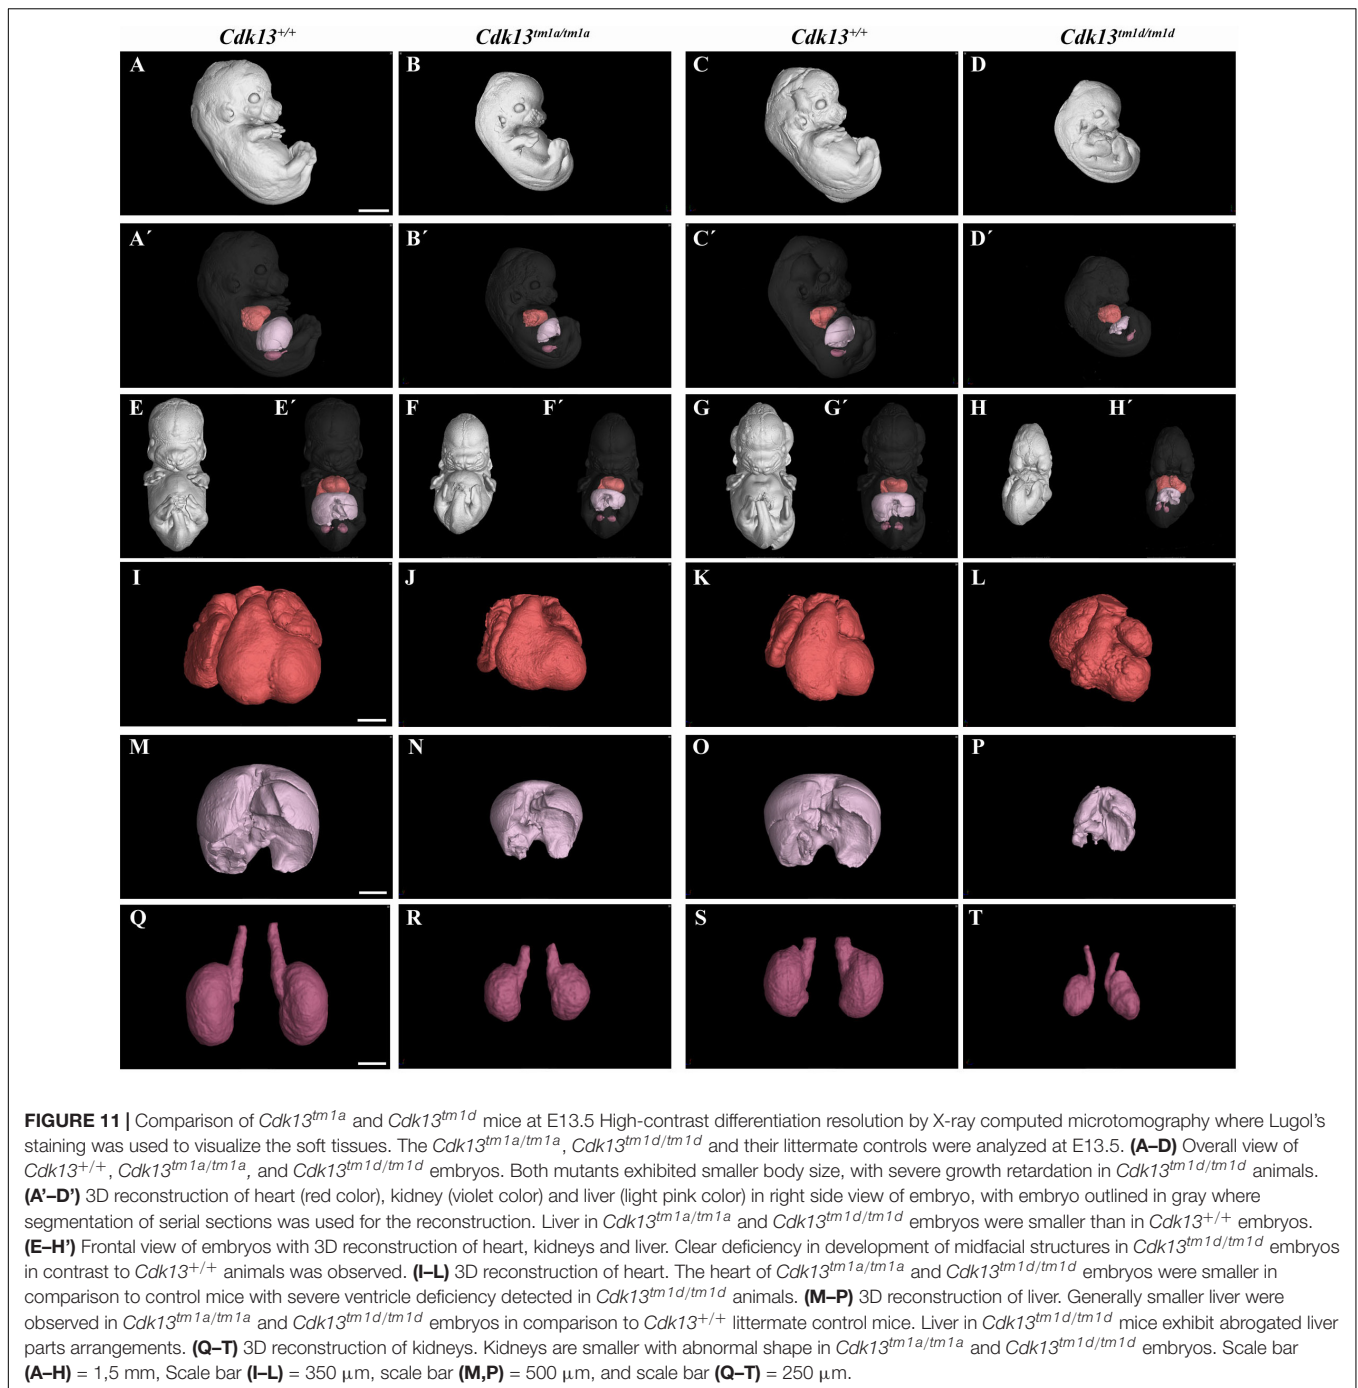 Cdk13+/+ Cdk13tm1a/tm1a Cdk13+/+ Cdk13tm1d/tm1d
A B C D
A´ B´ C´ D´
E E´ F F´ G G´ H H´
I J K L
M N O P
Q R S T
FIGURE 11 | Comparison of Cdk13tm1a and Cdk13tm1d mice at E13.5 High-contrast differentiation resolution by X-ray computed microtomography where Lugol's
staining was used to visualize the soft tissues. The Cdk13tm1a/tm1a, Cdk13tm1d/tm1d and their littermate controls were analyzed at E13.5. (A–D) Overall view of
Cdk13+/+, Cdk13tm1a/tm1a, and Cdk13tm1d/tm1d embryos. Both mutants exhibited smaller body size, with severe growth retardation in Cdk13tm1d/tm1d animals.
(A'–D') 3D reconstruction of heart (red color), kidney (violet color) and liver (light pink color) in right side view of embryo, with embryo outlined in gray where
segmentation of serial sections was used for the reconstruction. Liver in Cdk13tm1a/tm1a and Cdk13tm1d/tm1d embryos were smaller than in Cdk13+/+ embryos.
(E–H') Frontal view of embryos with 3D reconstruction of heart, kidneys and liver. Clear deficiency in development of midfacial structures in Cdk13tm1d/tm1d embryos
in contrast to Cdk13+/+ animals was observed. (I–L) 3D reconstruction of heart. The heart of Cdk13tm1a/tm1a and Cdk13tm1d/tm1d embryos were smaller in
comparison to control mice with severe ventricle deficiency detected in Cdk13tm1d/tm1d animals. (M–P) 3D reconstruction of liver. Generally smaller liver were
observed in Cdk13tm1a/tm1a and Cdk13tm1d/tm1d embryos in comparison to Cdk13+/+ littermate control mice. Liver in Cdk13tm1d/tm1d mice exhibit abrogated liver
parts arrangements. (Q–T) 3D reconstruction of kidneys. Kidneys are smaller with abnormal shape in Cdk13tm1a/tm1a and Cdk13tm1d/tm1d embryos. Scale bar
(A–H) = 1,5 mm, Scale bar (I–L) = 350 μm, scale bar (M,P) = 500 μm, and scale bar (Q–T) = 250 μm.